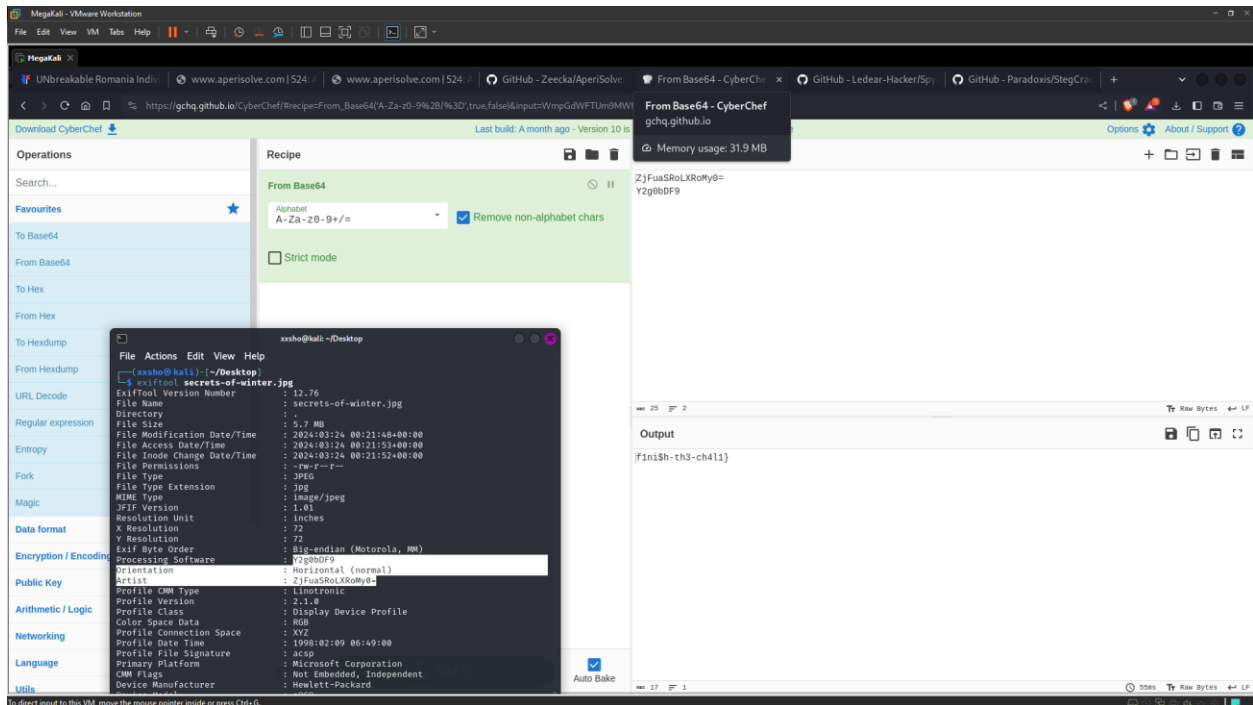 MegaKali - VMware Workstation
File Edit View VM Tabs Help
MegaKali
UNbreakable Romania Indivi
www.aperisolve.com | 524: A
www.aperisolve.com | 524: A
GitHub - Zeecka/AperiSolve:
From Base64 - CyberChe
GitHub - Ledear-Hacker/Spy
GitHub - Paradoxis/StegCrac
https://gchq.github.io/CyberChef/#recipe=From_Base64('A-Za-z0-9%2B/%3D',true,false)&input=WmpGdWFTUm9MWl
From Base64 - CyberChef
gchq.github.io
Memory usage: 31.9 MB
Download CyberChef
Last build: A month ago - Version 10 is
Options
About / Support
Operations
Search...
Favourites
To Base64
From Base64
To Hex
From Hex
To Hexdump
From Hexdump
URL Decode
Regular expression
Entropy
Fork
Magic
Data format
Encryption / Encoding
Public Key
Arithmetic / Logic
Networking
Language
Utils
Recipe
From Base64
Alphabet
A-Za-z0-9+/=
Remove non-alphabet chars
Strict mode
Auto Bake
ZjFuaSRoLXRoMy0=
Y2g0bDF9
25 2
Raw Bytes LF
Output
f1ni$h-th3-ch4l1}
17 1
55ms Raw Bytes LF
xxsho@kali: ~/Desktop
File Actions Edit View Help
(xxsho㉿kali)-[~/Desktop]
$ exiftool secrets-of-winter.jpg
ExifTool Version Number : 12.76
File Name : secrets-of-winter.jpg
Directory : .
File Size : 5.7 MB
File Modification Date/Time : 2024:03:24 00:21:48+00:00
File Access Date/Time : 2024:03:24 00:21:53+00:00
File Inode Change Date/Time : 2024:03:24 00:21:52+00:00
File Permissions : -rw-r--r--
File Type : JPEG
File Type Extension : jpg
MIME Type : image/jpeg
JFIF Version : 1.01
Resolution Unit : inches
X Resolution : 72
Y Resolution : 72
Exif Byte Order : Big-endian (Motorola, MM)
Processing Software : Y2g0bDF9
Orientation : Horizontal (normal)
Artist : ZjFuaSRoLXRoMy0=
Profile CMM Type : Linotronic
Profile Version : 2.1.0
Profile Class : Display Device Profile
Color Space Data : RGB
Profile Connection Space : XYZ
Profile Date Time : 1998:02:09 06:49:00
Profile File Signature : acsp
Primary Platform : Microsoft Corporation
CMM Flags : Not Embedded, Independent
Device Manufacturer : Hewlett-Packard
To direct input to this VM, move the mouse pointer inside or press Ctrl+G.